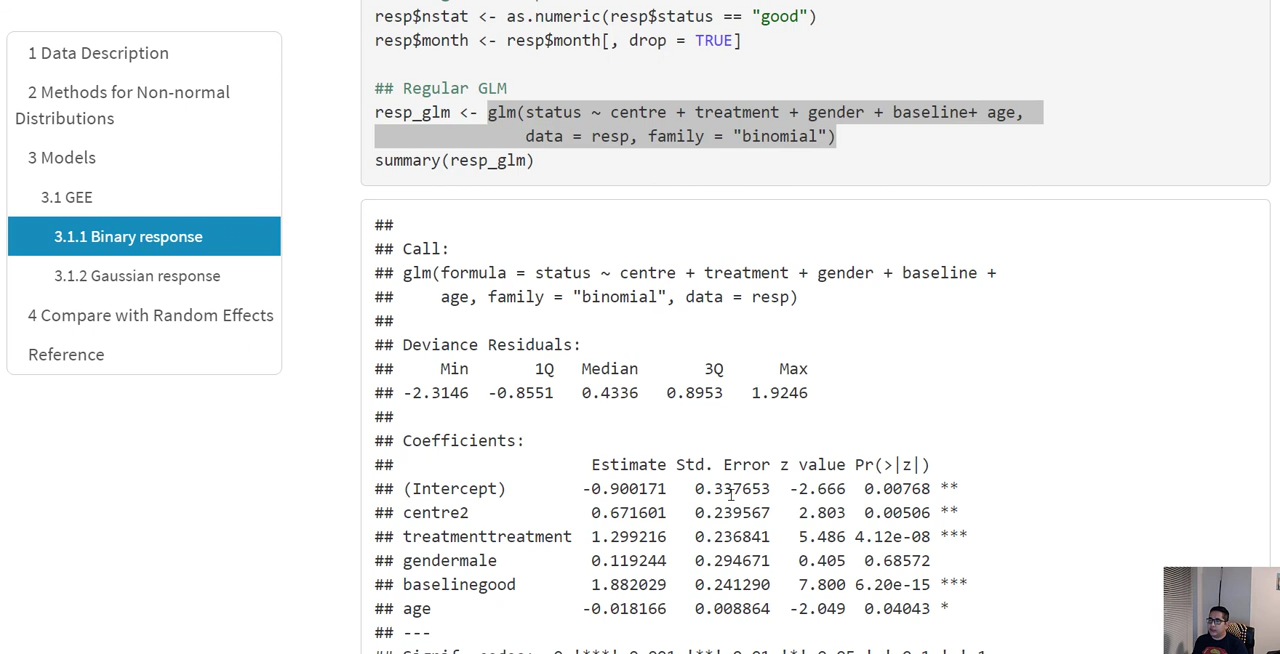 resp$nstat <- as.numeric(resp$status == "good")
resp$month <- resp$month[, drop = TRUE]
## Regular GLM
resp_glm <- glm(status ~ centre + treatment + gender + baseline+ age,
data = resp, family = "binomial")
summary(resp_glm)
1 Data Description
2 Methods for Non-normal
Distributions
3 Models
3.1 GEE
3.1.1 Binary response
3.1.2 Gaussian response
4 Compare with Random Effects
Reference
##
## Call:
## glm(formula = status ~ centre + treatment + gender + baseline +
##     age, family = "binomial", data = resp)
##
## Deviance Residuals:
##     Min       1Q   Median       3Q      Max
## -2.3146  -0.8551   0.4336   0.8953   1.9246
##
## Coefficients:
##                     Estimate Std. Error z value Pr(>|z|)
## (Intercept)        -0.900171   0.337653  -2.666  0.00768 **
## centre2             0.671601   0.239567   2.803  0.00506 **
## treatmenttreatment  1.299216   0.236841   5.486 4.12e-08 ***
## gendermale          0.119244   0.294671   0.405  0.68572
## baselinegood        1.882029   0.241290   7.800 6.20e-15 ***
## age                -0.018166   0.008864  -2.049  0.04043 *
## ---